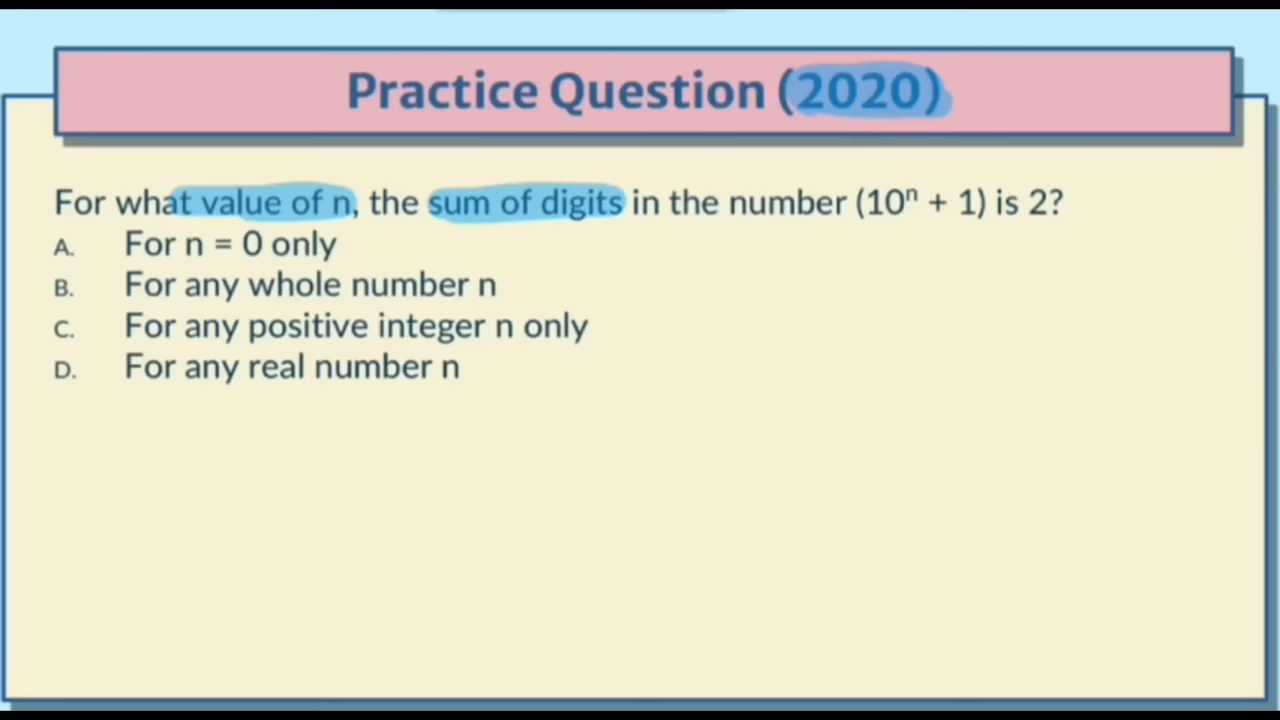 Practice Question (2020)
For what value of n, the sum of digits in the number (10ⁿ + 1) is 2?
A. For n = 0 only
B. For any whole number n
C. For any positive integer n only
D. For any real number n